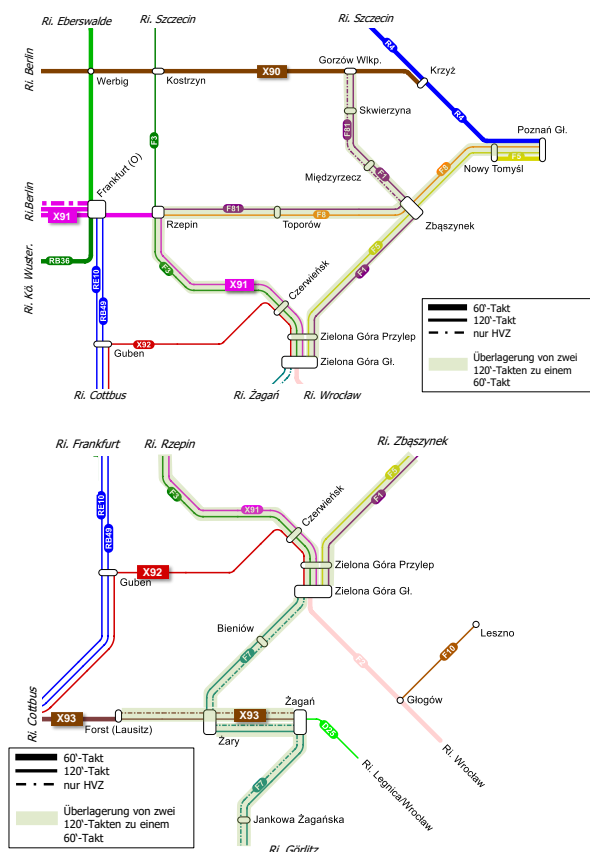 Ri. Eberswalde
Ri. Szczecin
Ri. Szczecin
R4
Gorzów Wlkp.
Krzyż
Ri. Berlin
X90
Werbig
Kostrzyn
Skwierzyna
R4
Poznań Gł.
F3
F81
Frankfurt (O)
Międzyrzecz
F1
F8
F5
Nowy Tomyśl
Ri.Berlin
X91
F81
F8
Rzepin
Toporów
Zbąszynek
Ri. Kö. Wuster.
RB36
F3
F5
F1
RE10
X91
Czerwieńsk
RB49
60'-Takt
120'-Takt
nur HVZ
Überlagerung von zwei
120'-Takten zu einem
60'-Takt
Zielona Góra Przylep
X92
Guben
Zielona Góra Gł.
Ri. Cottbus
Ri. Żagań
Ri. Wrocław
Ri. Frankfurt
Ri. Rzepin
Ri. Zbąszynek
F5
F3
F1
RE10
X91
Czerwieńsk
RB49
Zielona Góra Przylep
X92
Guben
Zielona Góra Gł.
Bieniów
Leszno
F7
F2
F10
Głogów
Ri. Cottbus
X93
Forst (Lausitz)
X93
Żagań
Żary
D25
Ri. Legnica/Wrocław
Ri. Wrocław
60'-Takt
120'-Takt
nur HVZ
Überlagerung von zwei
120'-Takten zu einem
60'-Takt
F7
Jankowa Żagańska
Ri. Görlitz